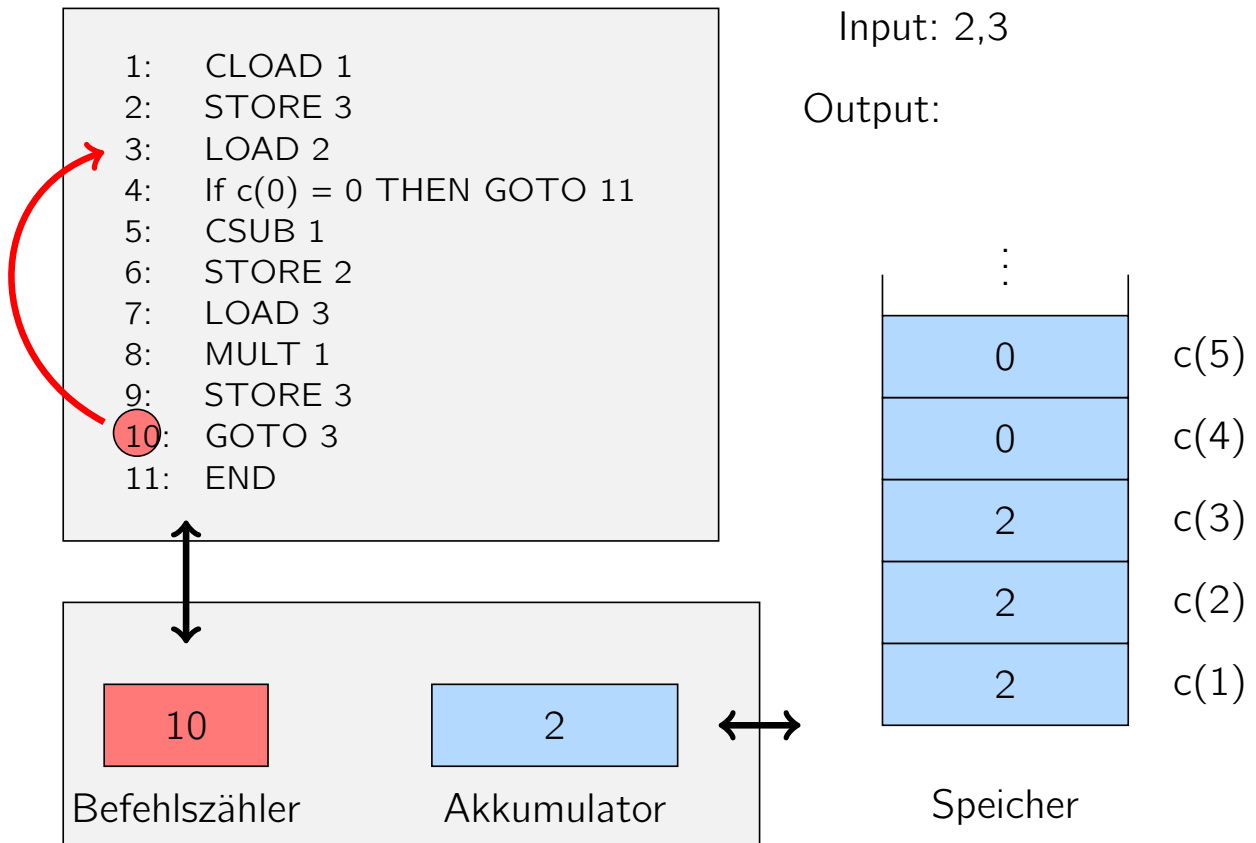 1: CLOAD 1
2: STORE 3
3: LOAD 2
4: If c(0) = 0 THEN GOTO 11
5: CSUB 1
6: STORE 2
7: LOAD 3
8: MULT 1
9: STORE 3
10: GOTO 3
11: END
Input: 2,3
Output:
⋮
0 c(5)
0 c(4)
2 c(3)
2 c(2)
2 c(1)
Speicher
10
Befehlszähler
2
Akkumulator